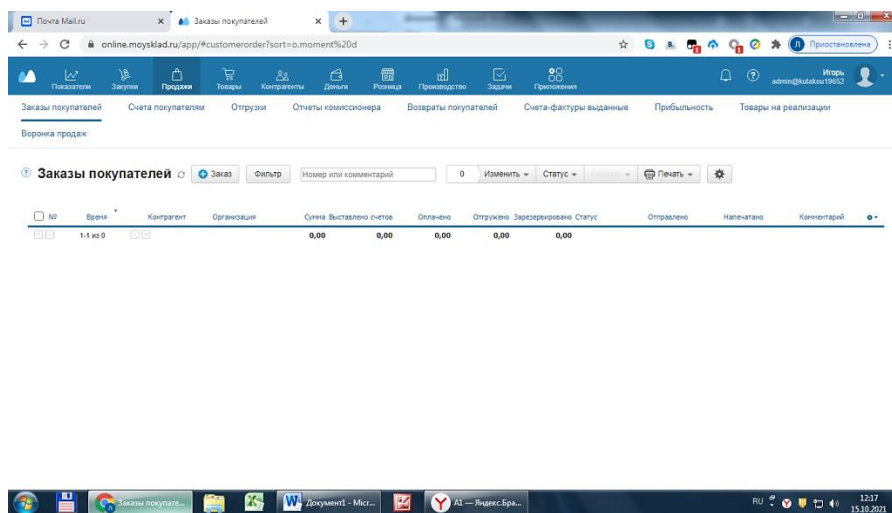 Почта Mail.ru
Заказы покупателей
online.moysklad.ru/app/#customerorder?sort=o.moment%20d
Приостановлена
Показатели Закупки Продажи Товары Контрагенты Деньги Розница Производство Задачи Приложения
Игорь
admin@kulakou19652
Заказы покупателей Счета покупателям Отгрузки Отчеты комиссионера Возвраты покупателей Счета-фактуры выданные Прибыльность Товары на реализации
Воронка продаж
Заказы покупателей Заказ Фильтр Номер или комментарий 0 Изменить Статус Печать
№ Время Контрагент Организация Сумма Выставлено счетов Оплачено Отгружено Зарезервировано Статус Отправлено Напечатано Комментарий
1-1 из 0 0,00 0,00 0,00 0,00 0,00
Заказы покупате... Документ1 - Micr... А1 — Яндекс.Бра... RU 12:17
15.10.2021